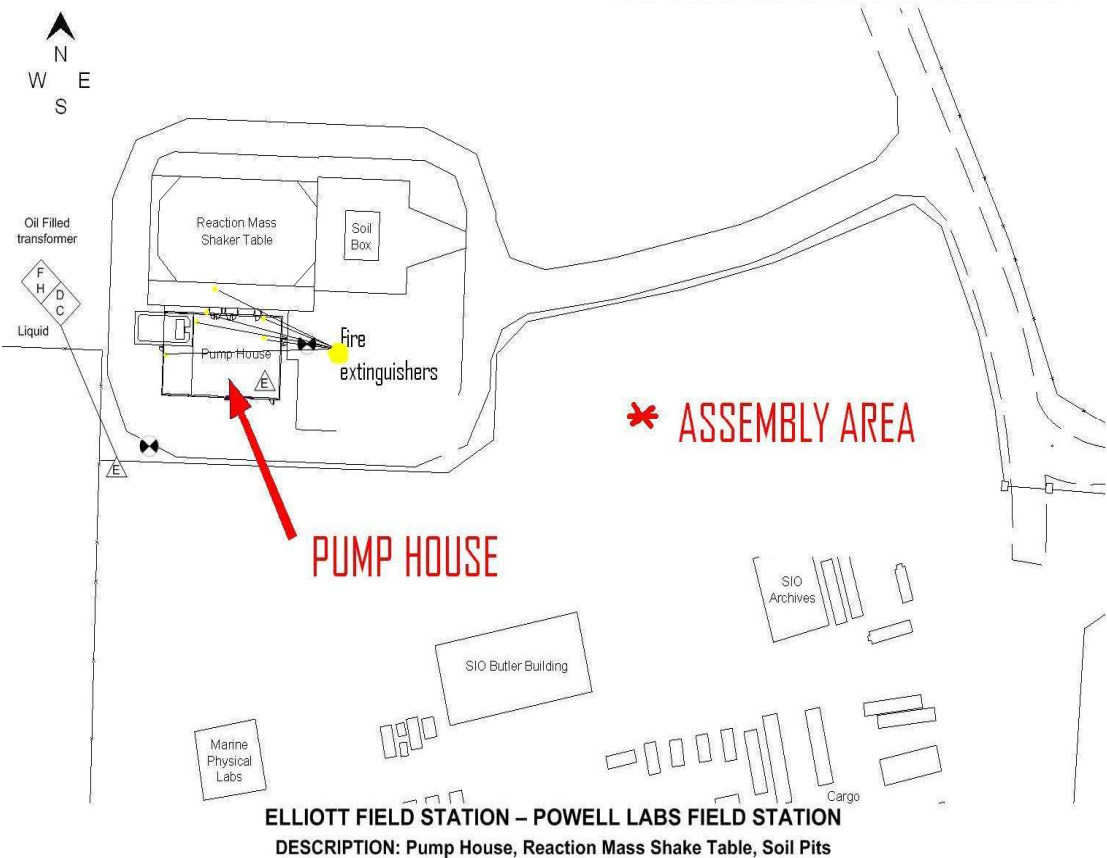 N
W E
S
Oil Filled
transformer
F
H
D
C
Liquid
Reaction Mass
Shaker Table
Soil
Box
Fire
extinguishers
Pump House
E
E
ASSEMBLY AREA
PUMP HOUSE
SIO
Archives
SIO Butler Building
Marine
Physical
Labs
Cargo
ELLIOTT FIELD STATION – POWELL LABS FIELD STATION
DESCRIPTION: Pump House, Reaction Mass Shake Table, Soil Pits